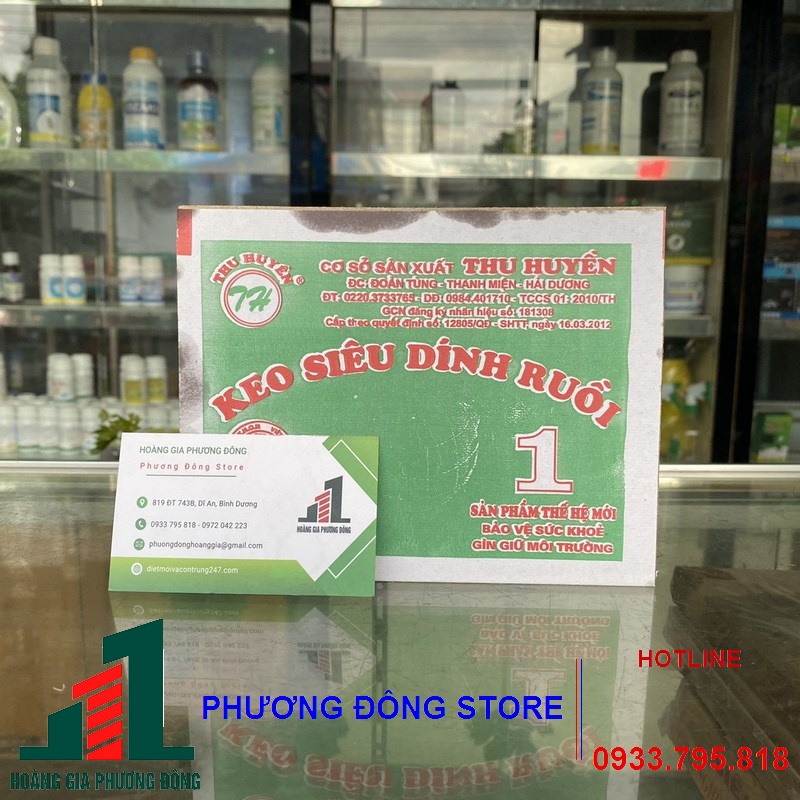 THU HUYỀN ®
TH
CƠ SỞ SẢN XUẤT THU HUYỀN
ĐC: ĐOÀN TÙNG - THANH MIỆN - HẢI DƯƠNG
ĐT: 0220.3733765 - DĐ: 0984.401710 - TCCS 01: 2010/TH
GCN đăng ký nhãn hiệu số: 181308
Cấp theo quyết định số: 12805/QĐ - SHTT, ngày 16.03.2012
KEO SIÊU DÍNH RUỒI
1
SẢN PHẨM THẾ HỆ MỚI
BẢO VỆ SỨC KHOẺ
GÌN GIỮ MÔI TRƯỜNG
HOÀNG GIA PHƯƠNG ĐÔNG
Phương Đông Store
819 ĐT 743B, Dĩ An, Bình Dương
0933 795 818 - 0972 042 223
phuongdonghoanggia@gmail.com
dietmoivacontrung247.com
HOÀNG GIA PHƯƠNG ĐÔNG
HOTLINE
PHƯƠNG ĐÔNG STORE
0933.795.818
HOÀNG GIA PHƯƠNG ĐÔNG